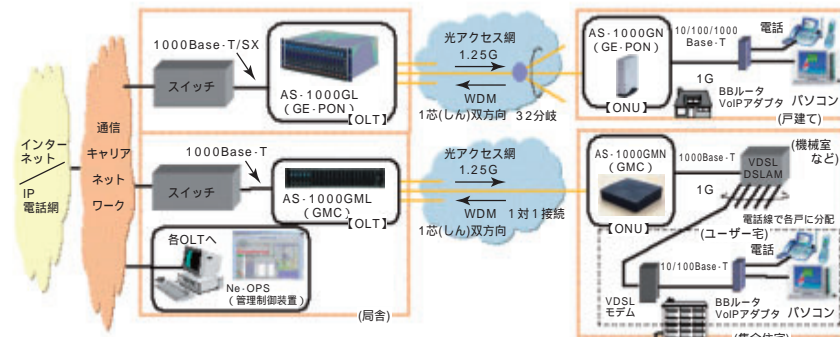 インター
ネット
IP
電話網
通信
キャリア
ネット
ワーク
1000Base-T/SX
スイッチ
AS-1000GL
(GE-PON)
【OLT】
光アクセス網
1.25G
WDM
1芯(しん)双方向
32分岐
AS-1000GN
(GE-PON)
【ONU】
10/100/1000
Base-T
1G
電話
BBルータ
VoIPアダプタ
パソコン
(戸建て)
1000Base-T
スイッチ
AS-1000GML
(GMC)
【OLT】
光アクセス網
1.25G
WDM
1対1接続
1芯(しん)双方向
AS-1000GMN
(GMC)
【ONU】
1000Base-T
1G
VDSL
DSLAM
(機械室
など)
電話線で各戸に分配
(ユーザー宅)
電話
10/100Base-T
VDSL
モデム
BBルータ
VoIPアダプタ
パソコン
(集合住宅)
各OLTへ
Ne-OPS
(管理制御装置)
(局舎)